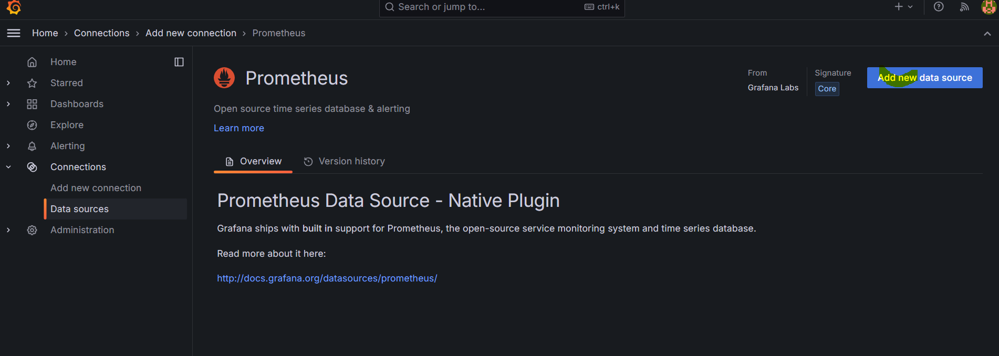 Search or jump to...
ctrl+k
Home > Connections > Add new connection > Prometheus
Home
Starred
Dashboards
Explore
Alerting
Connections
Add new connection
Data sources
Administration
Prometheus
From
Grafana Labs
Signature
Core
Add new data source
Open source time series database & alerting
Learn more
Overview
Version history
Prometheus Data Source - Native Plugin
Grafana ships with built in support for Prometheus, the open-source service monitoring system and time series database.
Read more about it here:
http://docs.grafana.org/datasources/prometheus/